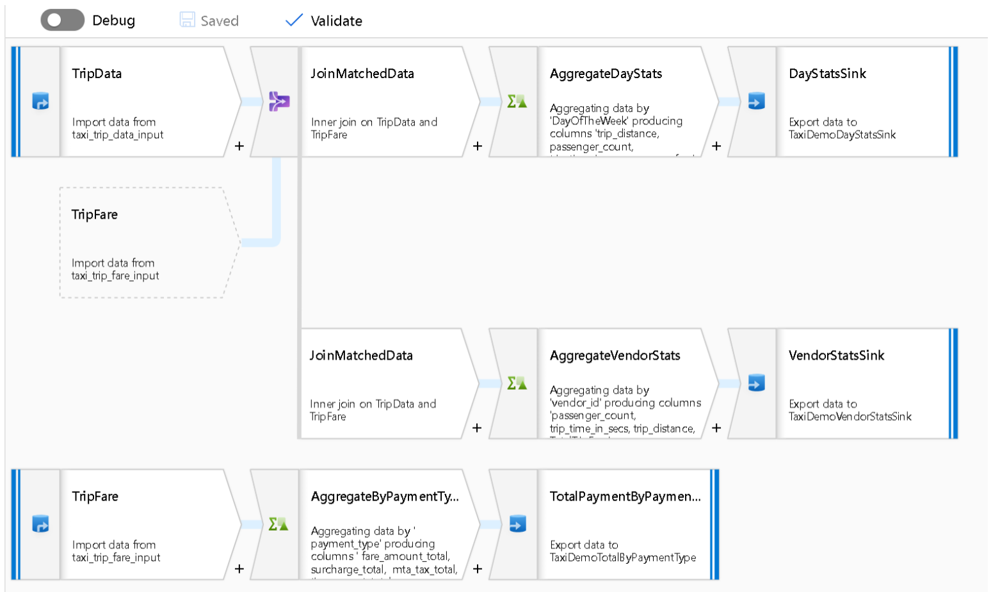 Debug
Saved
Validate
TripData
Import data from
taxi_trip_data_input
+
JoinMatchedData
Inner join on TripData and
TripFare
+
AggregateDayStats
Aggregating data by
'DayOfTheWeek' producing
columns 'trip_distance,
passenger_count,
+
DayStatsSink
Export data to
TaxiDemoDayStatsSink
TripFare
Import data from
taxi_trip_fare_input
JoinMatchedData
Inner join on TripData and
TripFare
+
AggregateVendorStats
Aggregating data by
'vendor_id' producing columns
'passenger_count,
trip_time_in_secs, trip_distance,
+
VendorStatsSink
Export data to
TaxiDemoVendorStatsSink
TripFare
Import data from
taxi_trip_fare_input
+
AggregateByPaymentTy...
Aggregating data by '
payment_type' producing
columns ' fare_amount_total,
surcharge_total, mta_tax_total,
+
TotalPaymentByPaymen...
Export data to
TaxiDemoTotalByPaymentType